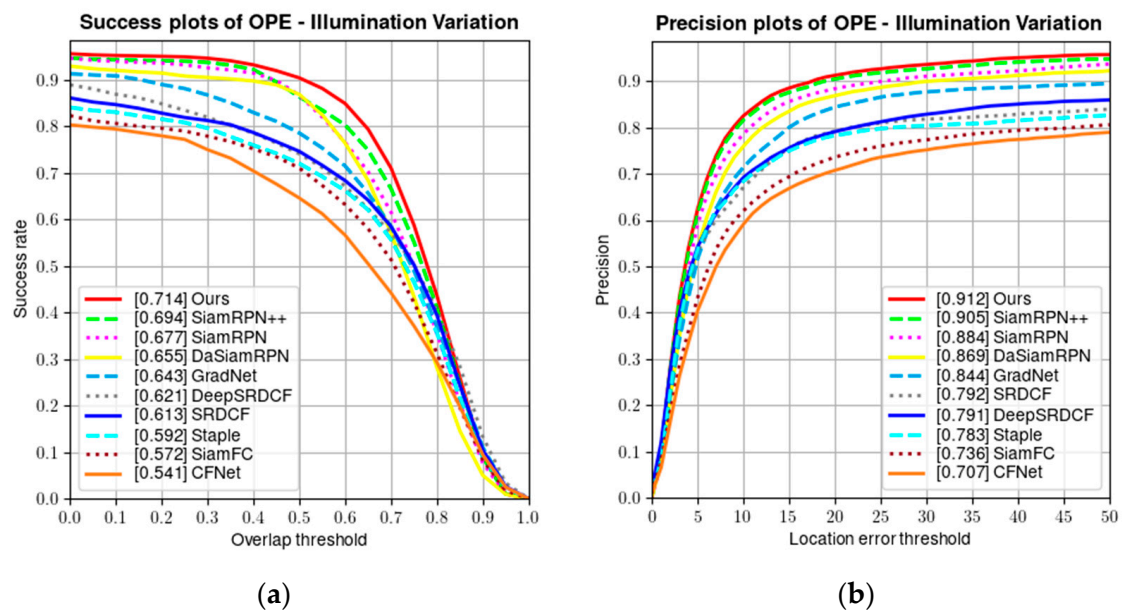 Success plots of OPE - Illumination Variation
Success rate
0.9
0.8
0.7
0.6
0.5
0.4
0.3
0.2
0.1
0.0
[0.714] Ours
[0.694] SiamRPN++
[0.677] SiamRPN
[0.655] DaSiamRPN
[0.643] GradNet
[0.621] DeepSRDCF
[0.613] SRDCF
[0.592] Staple
[0.572] SiamFC
[0.541] CFNet
0.0 0.1 0.2 0.3 0.4 0.5 0.6 0.7 0.8 0.9 1.0
Overlap threshold
(a)
Precision plots of OPE - Illumination Variation
Precision
0.9
0.8
0.7
0.6
0.5
0.4
0.3
0.2
0.1
0.0
[0.912] Ours
[0.905] SiamRPN++
[0.884] SiamRPN
[0.869] DaSiamRPN
[0.844] GradNet
[0.792] SRDCF
[0.791] DeepSRDCF
[0.783] Staple
[0.736] SiamFC
[0.707] CFNet
0 5 10 15 20 25 30 35 40 45 50
Location error threshold
(b)